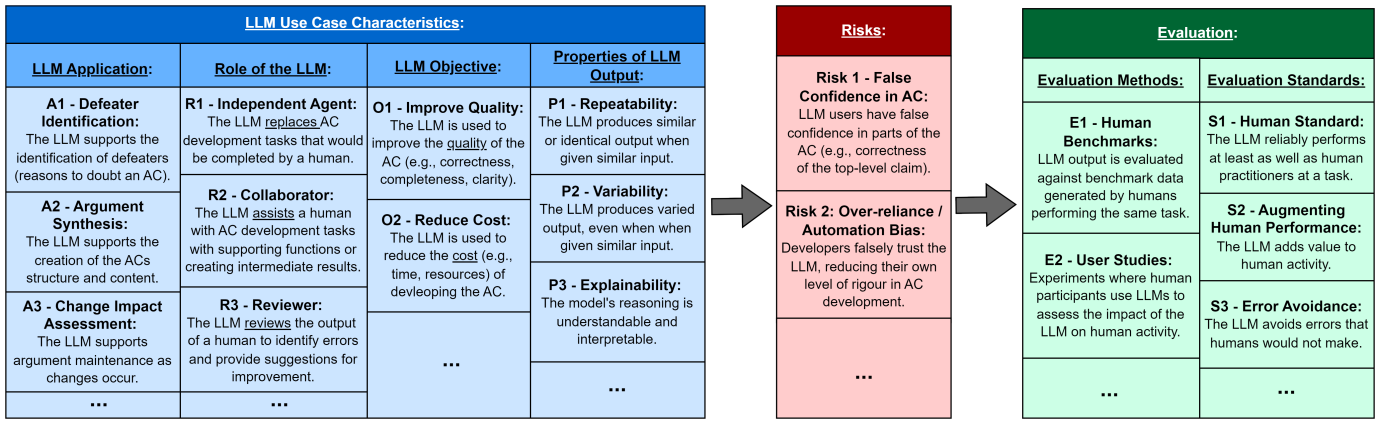 LLM Use Case Characteristics:
LLM Application:
A1 - Defeater
Identification:
The LLM supports the
identification of defeaters
(reasons to doubt an AC).
A2 - Argument
Synthesis:
The LLM supports the
creation of the ACs
structure and content.
A3 - Change Impact
Assessment:
The LLM supports
argument maintenance as
changes occur.
...
Role of the LLM:
R1 - Independent Agent:
The LLM replaces AC
development tasks that would
be completed by a human.
R2 - Collaborator:
The LLM assists a human
with AC development tasks
with supporting functions or
creating intermediate results.
R3 - Reviewer:
The LLM reviews the output
of a human to identify errors
and provide suggestions for
improvement.
...
LLM Objective:
O1 - Improve Quality:
The LLM is used to
improve the quality of the
AC (e.g., correctness,
completeness, clarity).
O2 - Reduce Cost:
The LLM is used to
reduce the cost (e.g.,
time, resources) of
devleoping the AC.
...
Properties of LLM
Output:
P1 - Repeatability:
The LLM produces similar
or identical output when
given similar input.
P2 - Variability:
The LLM produces varied
output, even when when
given similar input.
P3 - Explainability:
The model's reasoning is
understandable and
interpretable.
...
Risks:
Risk 1 - False
Confidence in AC:
LLM users have false
confidence in parts of the
AC (e.g., correctness
of the top-level claim).
Risk 2: Over-reliance /
Automation Bias:
Developers falsely trust the
LLM, reducing their own
level of rigour in AC
development.
...
Evaluation:
Evaluation Methods:
E1 - Human
Benchmarks:
LLM output is evaluated
against benchmark data
generated by humans
performing the same task.
E2 - User Studies:
Experiments where human
participants use LLMs to
assess the impact of the
LLM on human activity.
...
Evaluation Standards:
S1 - Human Standard:
The LLM reliably performs
at least as well as human
practitioners at a task.
S2 - Augmenting
Human Performance:
The LLM adds value to
human activity.
S3 - Error Avoidance:
The LLM avoids errors that
humans would not make.
...